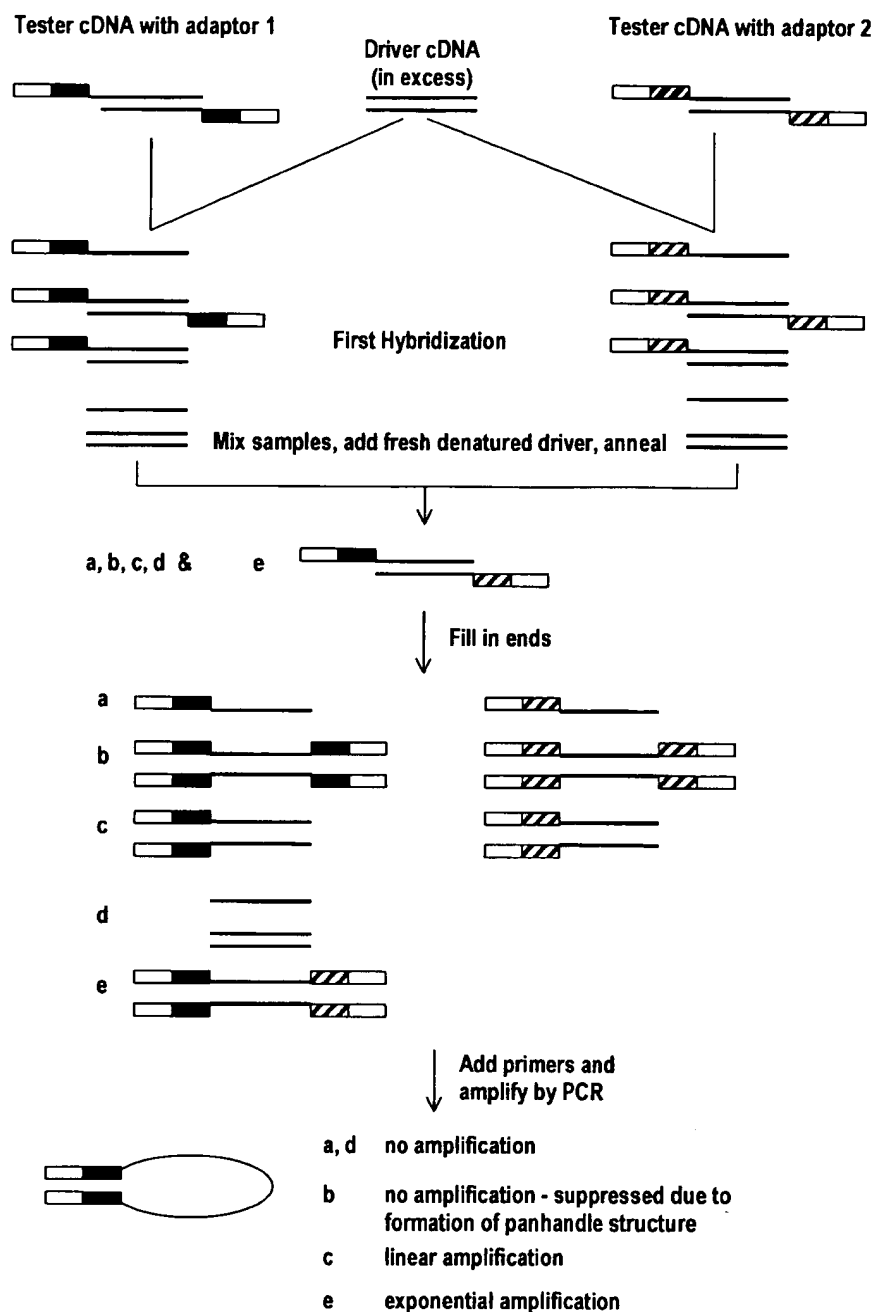 Tester cDNA with adaptor 1
Driver cDNA
(in excess)
Tester cDNA with adaptor 2
First Hybridization
Mix samples, add fresh denatured driver, anneal
a, b, c, d & e
Fill in ends
a
b
c
d
e
Add primers and
amplify by PCR
a, d no amplification
b no amplification - suppressed due to
formation of panhandle structure
c linear amplification
e exponential amplification